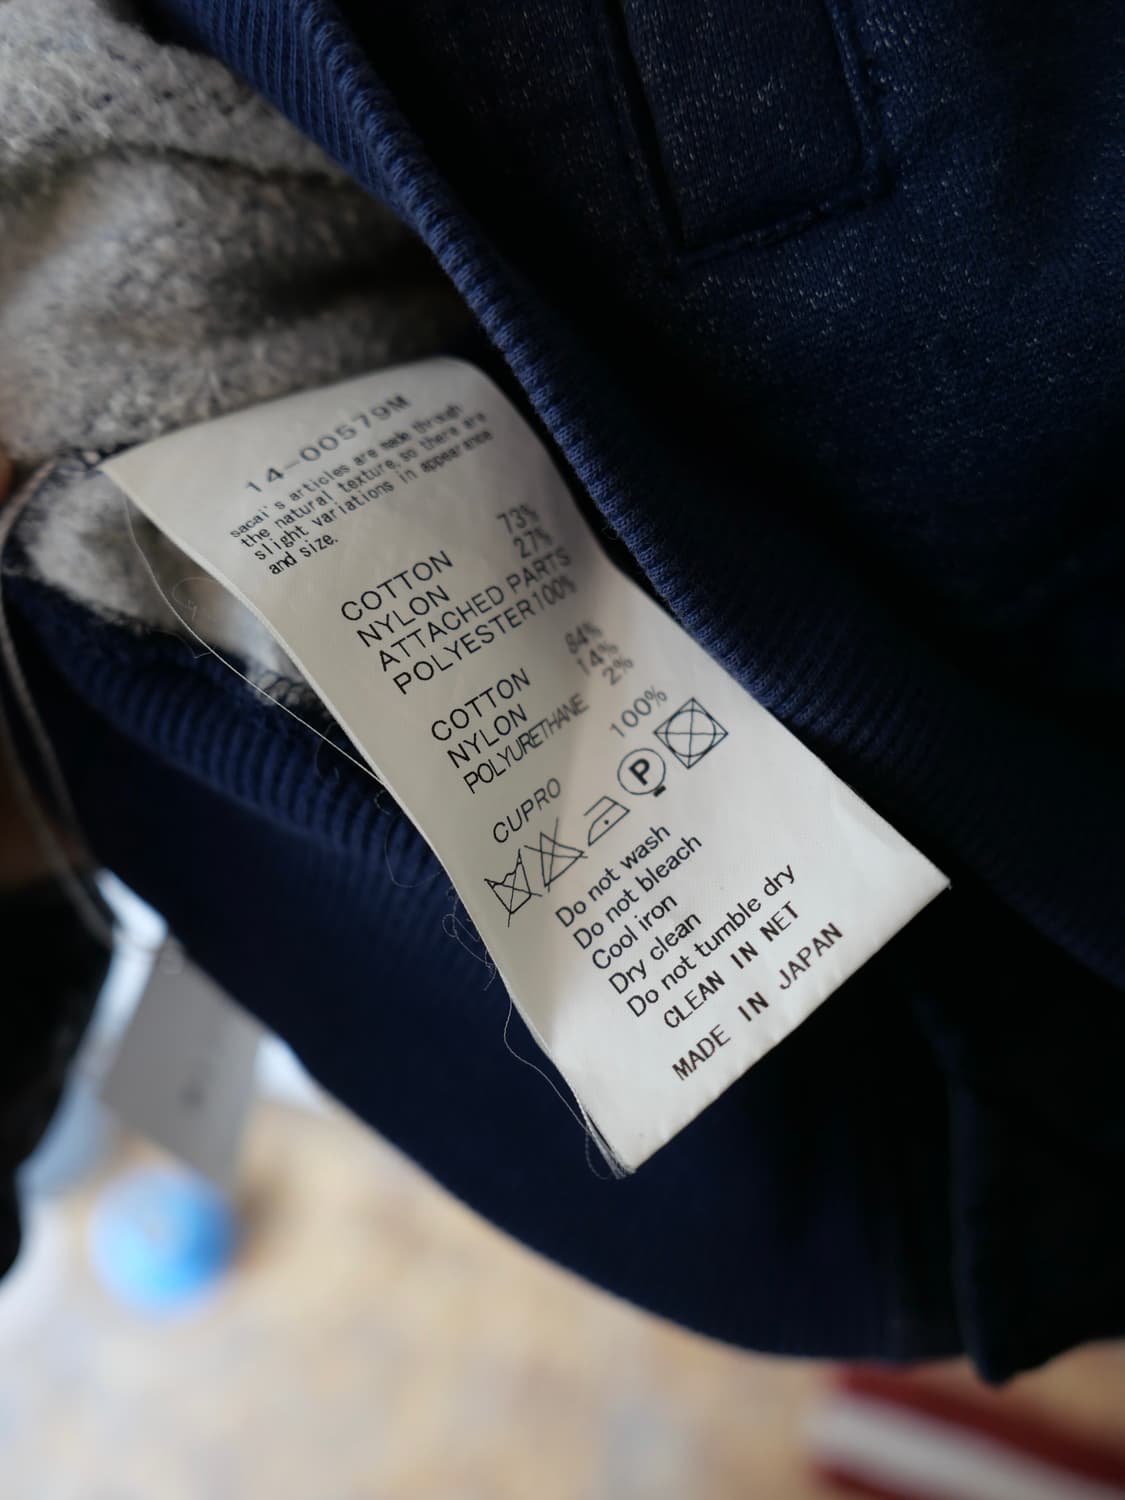 14-00579M
sacai's articles are made through
the natural texture, so there are
slight variations in appearance
and size.
COTTON 73%
NYLON 27%
ATTACHED PARTS
POLYESTER100%
COTTON 84%
NYLON 14%
POLYURETHANE 2%
CUPRO 100%
P
Do not wash
Do not bleach
Cool iron
Dry clean
Do not tumble dry
CLEAN IN NET
MADE IN JAPAN